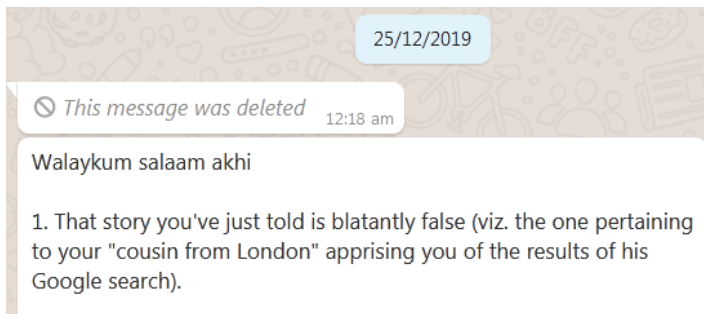 25/12/2019
This message was deleted
12:18 am
Walaykum salaam akhi
1. That story you've just told is blatantly false (viz. the one pertaining
to your "cousin from London" apprising you of the results of his
Google search).